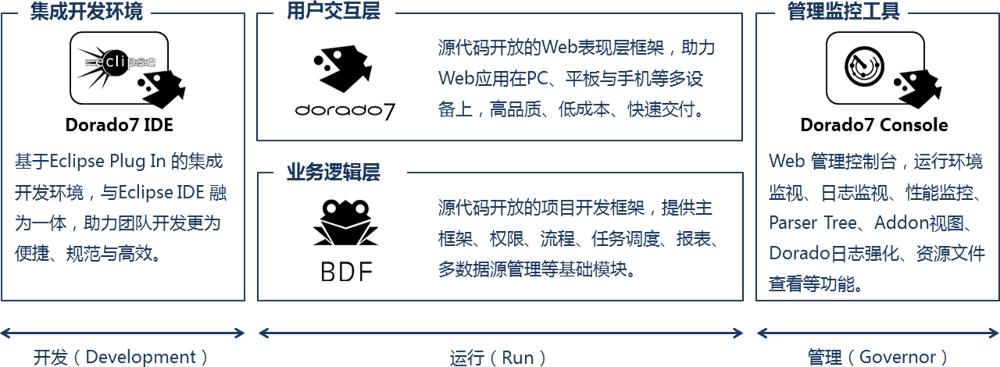 集成开发环境
eclipse
Dorado7 IDE
基于Eclipse Plug In 的集成
开发环境，与Eclipse IDE 融
为一体，助力团队开发更为
便捷、规范与高效。
用户交互层
dorado7
源代码开放的Web表现层框架，助力
Web应用在PC、平板与手机等多设
备上，高品质、低成本、快速交付。
业务逻辑层
BDF
源代码开放的项目开发框架，提供主
框架、权限、流程、任务调度、报表、
多数据源管理等基础模块。
管理监控工具
Dorado7 Console
Web 管理控制台，运行环境
监视、日志监视、性能监控、
Parser Tree、Addon视图、
Dorado日志强化、资源文件
查看等功能。
开发（Development）
运行（Run）
管理（Governor）